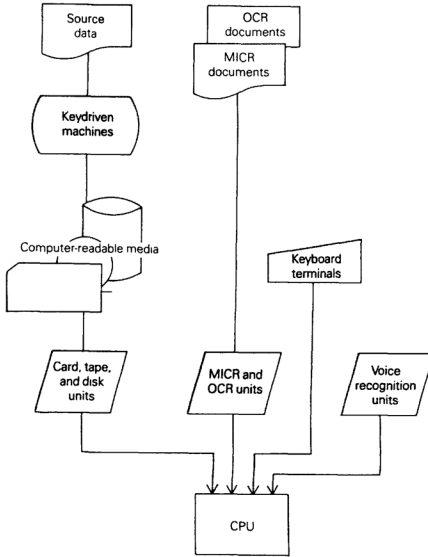 Source
data
OCR
documents
MICR
documents
Keydriven
machines
Computer-readable media
Keyboard
terminals
Card, tape,
and disk
units
MICR and
OCR units
Voice
recognition
units
CPU